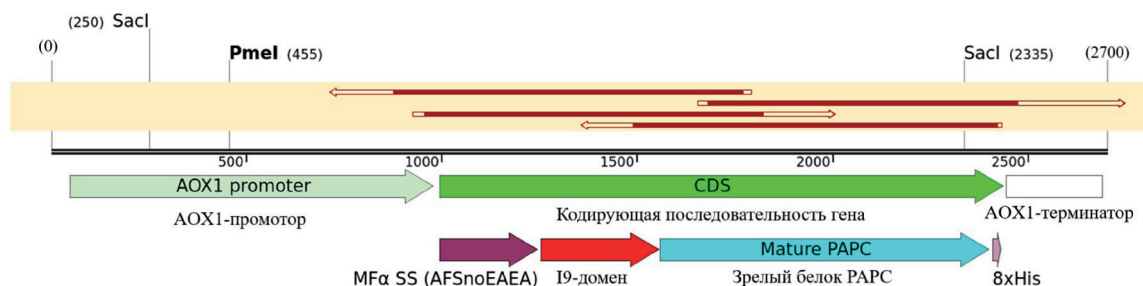 (0)
(250) SacI
PmeI (455)
SacI (2335)
(2700)
500 1000 1500 2000 2500
AOX1 promoter CDS
AOX1-промотор Кодирующая последовательность гена AOX1-терминатор
Mature PAPC
MFα SS (AFSnoEAEA) I9-домен Зрелый белок PAPC 8xHis